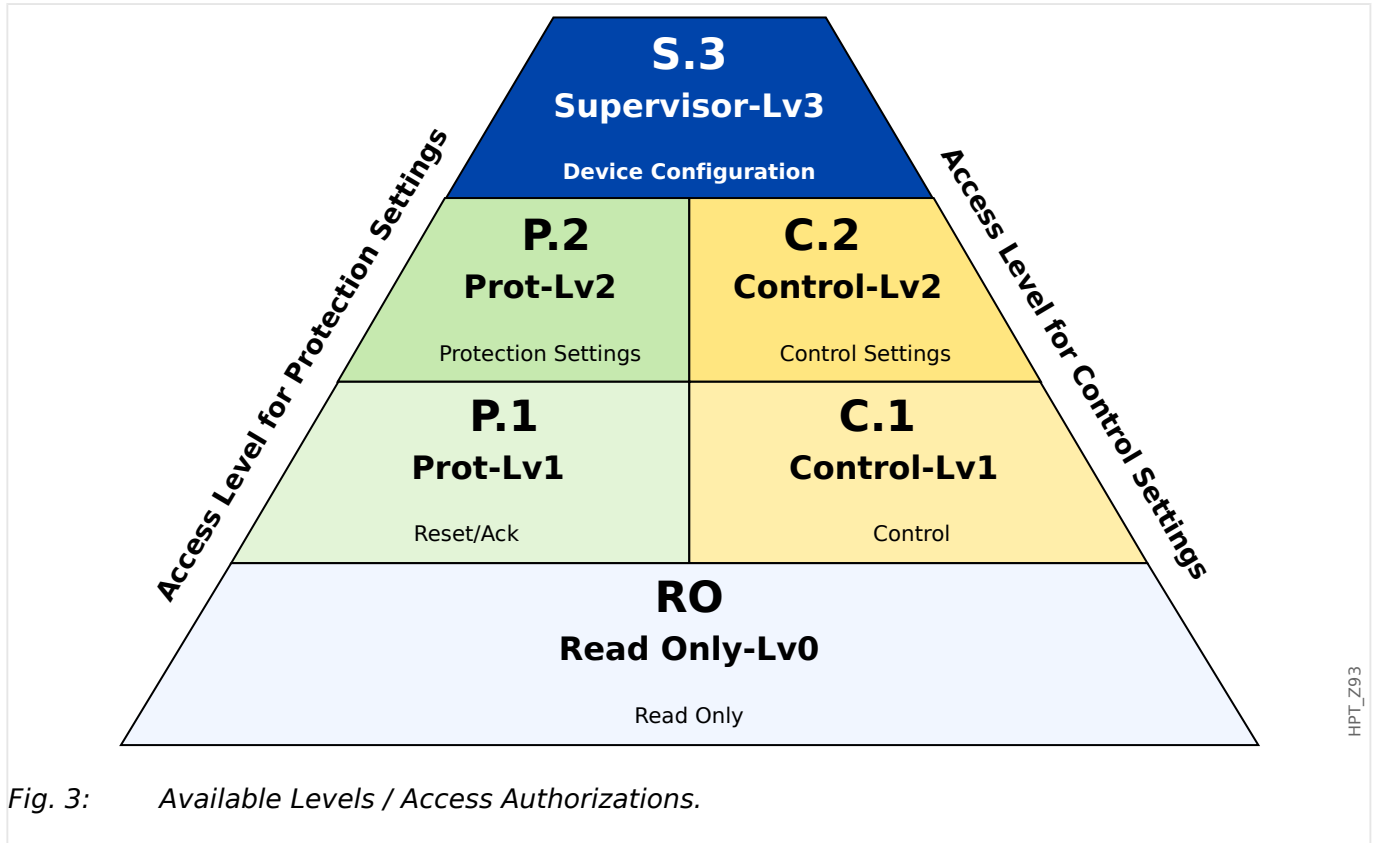 S.3
Supervisor-Lv3
Device Configuration
Access Level for Protection Settings
Access Level for Control Settings
P.2
Prot-Lv2
Protection Settings
C.2
Control-Lv2
Control Settings
P.1
Prot-Lv1
Reset/Ack
C.1
Control-Lv1
Control
RO
Read Only-Lv0
Read Only
HPT_Z93
Fig. 3: Available Levels / Access Authorizations.